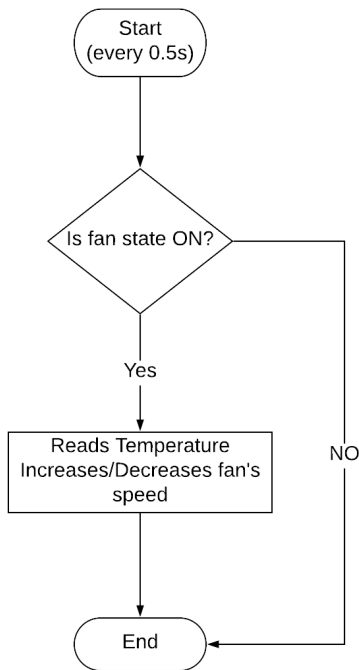 Start
(every 0.5s)
Is fan state ON?
Yes
NO
Reads Temperature
Increases/Decreases fan's
speed
End